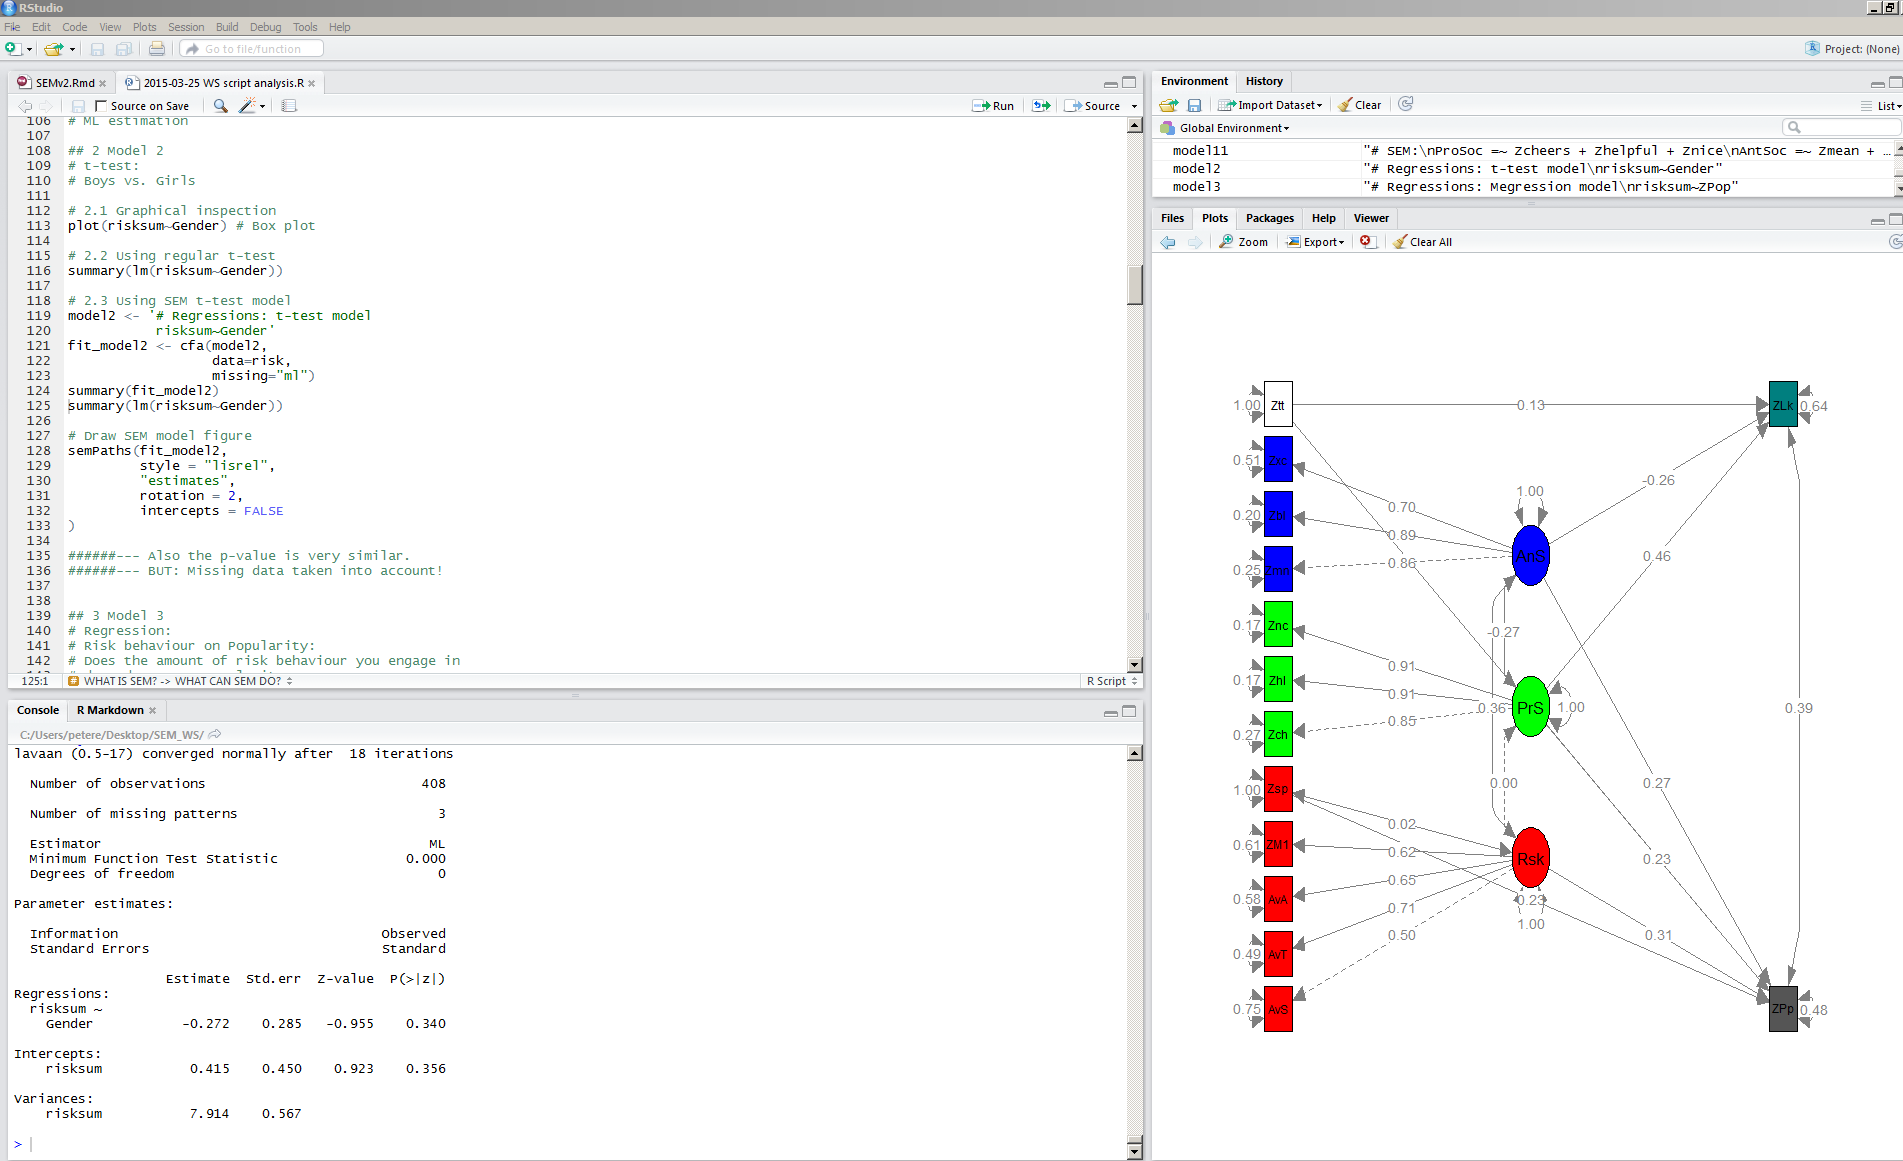 RStudio
File Edit Code View Plots Session Build Debug Tools Help
Go to file/function
Project: (None)
SEMv2.Rmd
2015-03-25 WS script analysis.R
Source on Save
Run
Source
106 # ML estimation
107
108 ## 2 Model 2
109 # t-test:
110 # Boys vs. Girls
111
112 # 2.1 Graphical inspection
113 plot(risksum~Gender) # Box plot
114
115 # 2.2 Using regular t-test
116 summary(lm(risksum~Gender))
117
118 # 2.3 Using SEM t-test model
119 model2 <- '# Regressions: t-test model
120 risksum~Gender'
121 fit_model2 <- cfa(model2,
122 data=risk,
123 missing="ml")
124 summary(fit_model2)
125 summary(lm(risksum~Gender))
126
127 # Draw SEM model figure
128 semPaths(fit_model2,
129 style = "lisrel",
130 "estimates",
131 rotation = 2,
132 intercepts = FALSE
133 )
134
135 ######--- Also the p-value is very similar.
136 ######--- BUT: Missing data taken into account!
137
138
139 ## 3 Model 3
140 # Regression:
141 # Risk behaviour on Popularity:
142 # Does the amount of risk behaviour you engage in
125:1 # WHAT IS SEM? -> WHAT CAN SEM DO?
R Script
Console R Markdown
C:/Users/petere/Desktop/SEM_WS/
lavaan (0.5-17) converged normally after 18 iterations
Number of observations 408
Number of missing patterns 3
Estimator ML
Minimum Function Test Statistic 0.000
Degrees of freedom 0
Parameter estimates:
Information Observed
Standard Errors Standard
Estimate Std.err Z-value P(>|z|)
Regressions:
risksum ~
Gender -0.272 0.285 -0.955 0.340
Intercepts:
risksum 0.415 0.450 0.923 0.356
Variances:
risksum 7.914 0.567
>
Environment History
Import Dataset Clear List
Global Environment
model11 "# SEM:\nProSoc =~ Zcheers + Zhelpful + Znice\nAntSoc =~ Zmean + ...
model2 "# Regressions: t-test model\nrisksum~Gender"
model3 "# Regressions: Megression model\nrisksum~ZPop"
Files Plots Packages Help Viewer
Zoom Export Clear All
1.00 Ztt 0.13 ZLk 0.64
0.51
-0.26
1.00
0.70
0.20
0.89
AnS
0.46
0.25 Zmn 0.86
0.17 Znc
-0.27
0.91
0.17 Zhl
0.91
0.36 PrS 1.00
0.39
0.27 Zch 0.85
1.00 Zsp
0.00
0.27
0.02
0.61 ZM1 0.62
Rsk
0.23
0.65
0.58 AvA
0.23
0.71
1.00
0.50
0.31
0.49 AvT
0.75 AvS
ZPp 0.48